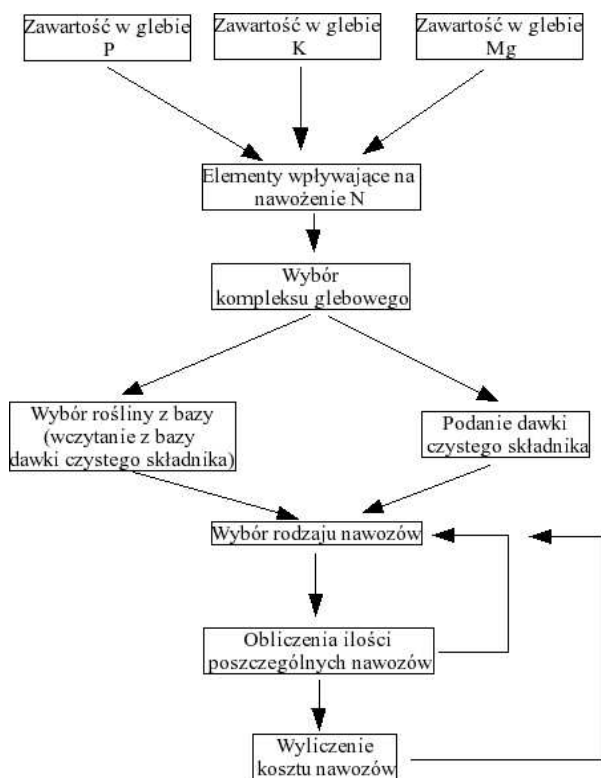 Zawartość w glebie
P
Zawartość w glebie
K
Zawartość w glebie
Mg
Elementy wpływające na
nawożenie N
Wybór
kompleksu glebowego
Wybór rośliny z bazy
(wczytanie z bazy
dawki czystego składnika)
Podanie dawki
czystego składnika
Wybór rodzaju nawozów
Obliczenia ilości
poszczególnych nawozów
Wyliczenie
kosztu nawozów